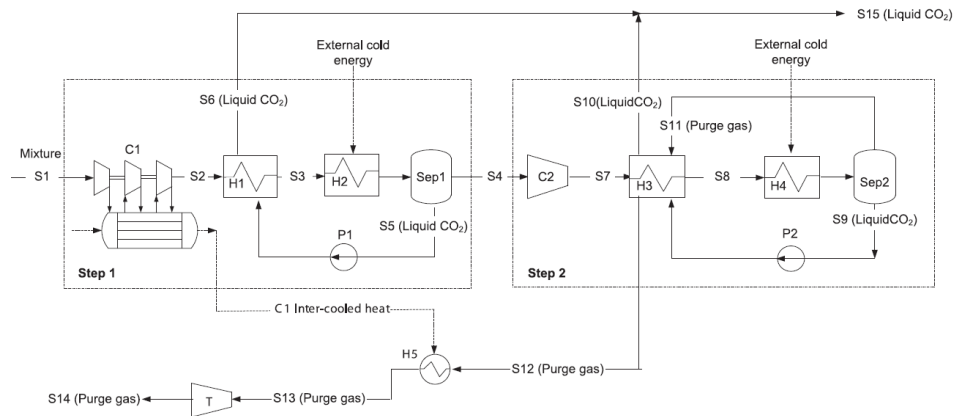 S15 (Liquid CO₂)
External cold
energy
External cold
energy
S6 (Liquid CO₂)
S10(LiquidCO₂)
S11 (Purge gas)
Mixture
S1
C1
S2
H1
S3
H2
Sep1
S4
C2
S7
H3
S8
H4
Sep2
S5 (Liquid CO₂)
S9 (LiquidCO₂)
P1
P2
Step 1
Step 2
C1 Inter-cooled heat
H5
S12 (Purge gas)
S14 (Purge gas)
T
S13 (Purge gas)